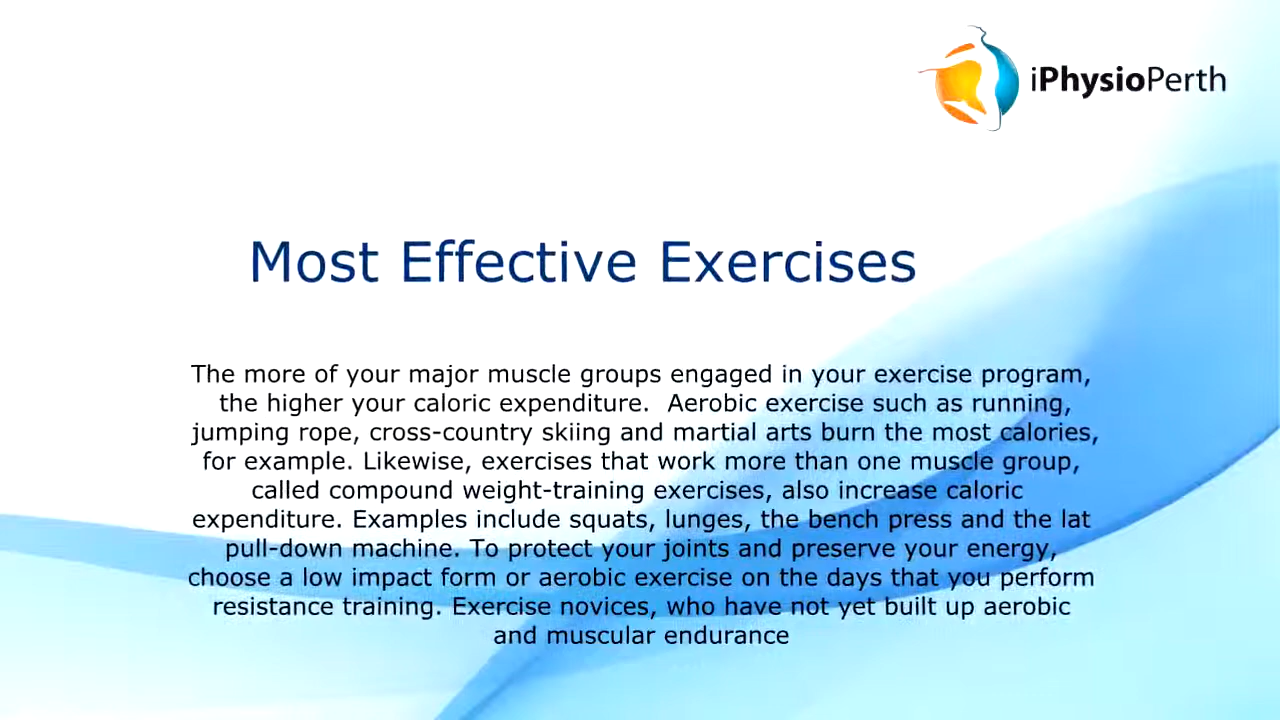 iPhysioPerth
Most Effective Exercises
The more of your major muscle groups engaged in your exercise program,
the higher your caloric expenditure.  Aerobic exercise such as running,
jumping rope, cross-country skiing and martial arts burn the most calories,
for example. Likewise, exercises that work more than one muscle group,
called compound weight-training exercises, also increase caloric
expenditure. Examples include squats, lunges, the bench press and the lat
pull-down machine. To protect your joints and preserve your energy,
choose a low impact form or aerobic exercise on the days that you perform
resistance training. Exercise novices, who have not yet built up aerobic
and muscular endurance